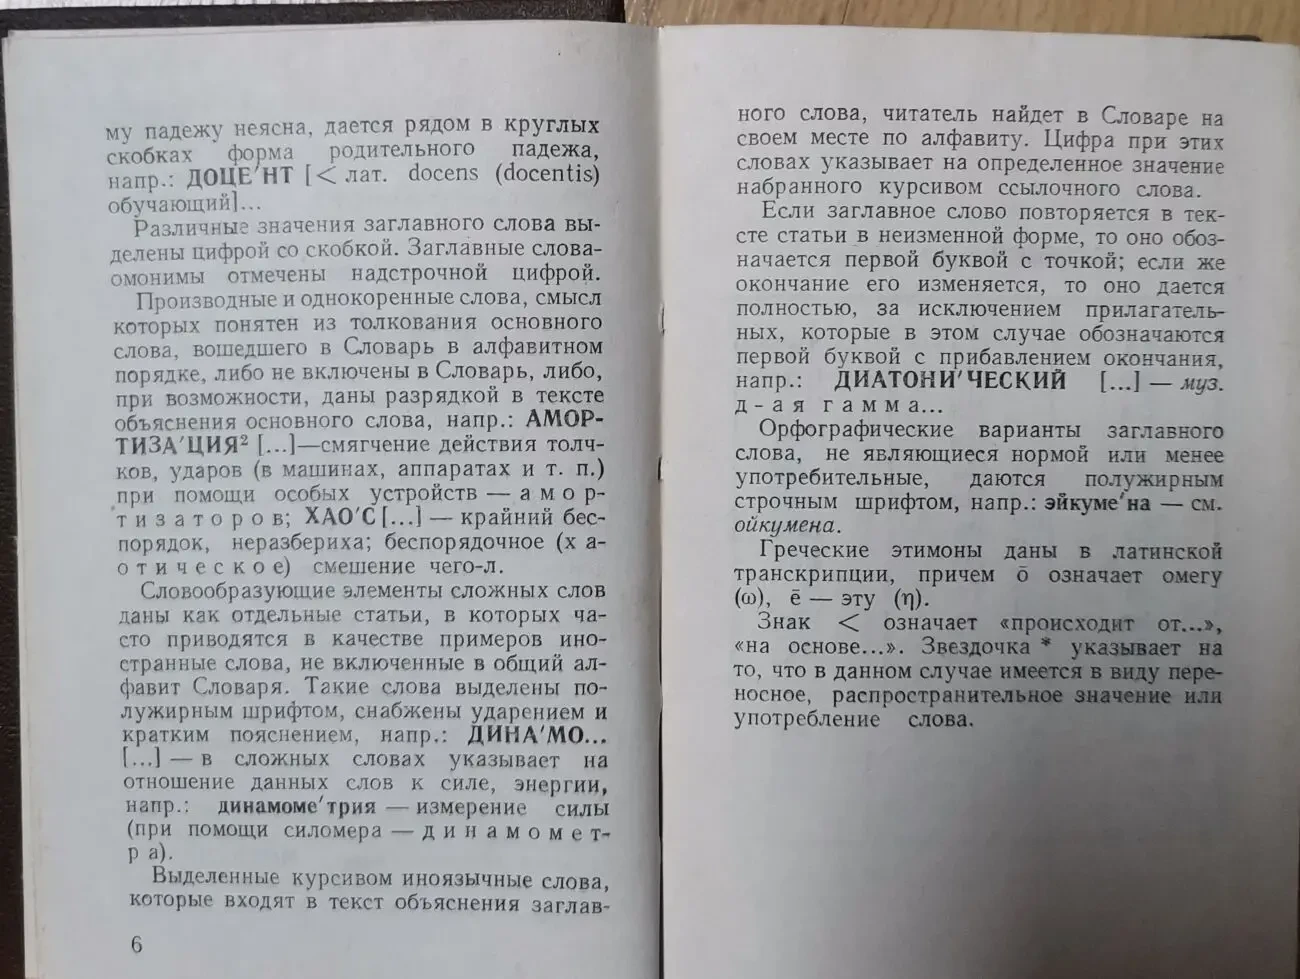 му падежу неясна, дается рядом в круглых
скобках форма родительного падежа,
напр.: ДОЦЕ'НТ [< лат. docens (docentis)
обучающий]...
Различные значения заглавного слова вы-
делены цифрой со скобкой. Заглавные слова-
омонимы отмечены надстрочной цифрой.
Производные и однокоренные слова, смысл
которых понятен из толкования основного
слова, вошедшего в Словарь в алфавитном
порядке, либо не включены в Словарь, либо,
при возможности, даны разрядкой в тексте
объяснения основного слова, напр.: АМОР-
ТИЗА'ЦИЯ² [...]—смягчение действия толч-
ков, ударов (в машинах, аппаратах и т. п.)
при помощи особых устройств — а м о р-
т и з а т о р о в; ХАО'С [...] — крайний бес-
порядок, неразбериха; беспорядочное (х а-
о т и ч е с к о е) смешение чего-л.
Словообразующие элементы сложных слов
даны как отдельные статьи, в которых ча-
сто приводятся в качестве примеров ино-
странные слова, не включенные в общий ал-
фавит Словаря. Такие слова выделены по-
лужирным шрифтом, снабжены ударением и
кратким пояснением, напр.: ДИНА'МО...
[...] — в сложных словах указывает на
отношение данных слов к силе, энергии,
напр.: динамоме'трия — измерение силы
(при помощи силомера — д и н а м о м е т-
р а).
Выделенные курсивом иноязычные слова,
которые входят в текст объяснения заглав-
6
ного слова, читатель найдет в Словаре на
своем месте по алфавиту. Цифра при этих
словах указывает на определенное значение
набранного курсивом ссылочного слова.
Если заглавное слово повторяется в тек-
сте статьи в неизменной форме, то оно обоз-
начается первой буквой с точкой; если же
окончание его изменяется, то оно дается
полностью, за исключением прилагатель-
ных, которые в этом случае обозначаются
первой буквой с прибавлением окончания,
напр.: ДИАТОНИ'ЧЕСКИЙ [...] — муз.
д - а я г а м м а...
Орфографические варианты заглавного
слова, не являющиеся нормой или менее
употребительные, даются полужирным
строчным шрифтом, напр.: эйкуме'на — см.
ойкумена.
Греческие этимоны даны в латинской
транскрипции, причем ō означает омегу
(ω), ē — эту (η).
Знак < означает «происходит от...»,
«на основе...». Звездочка * указывает на
то, что в данном случае имеется в виду пере-
носное, распространительное значение или
употребление слова.